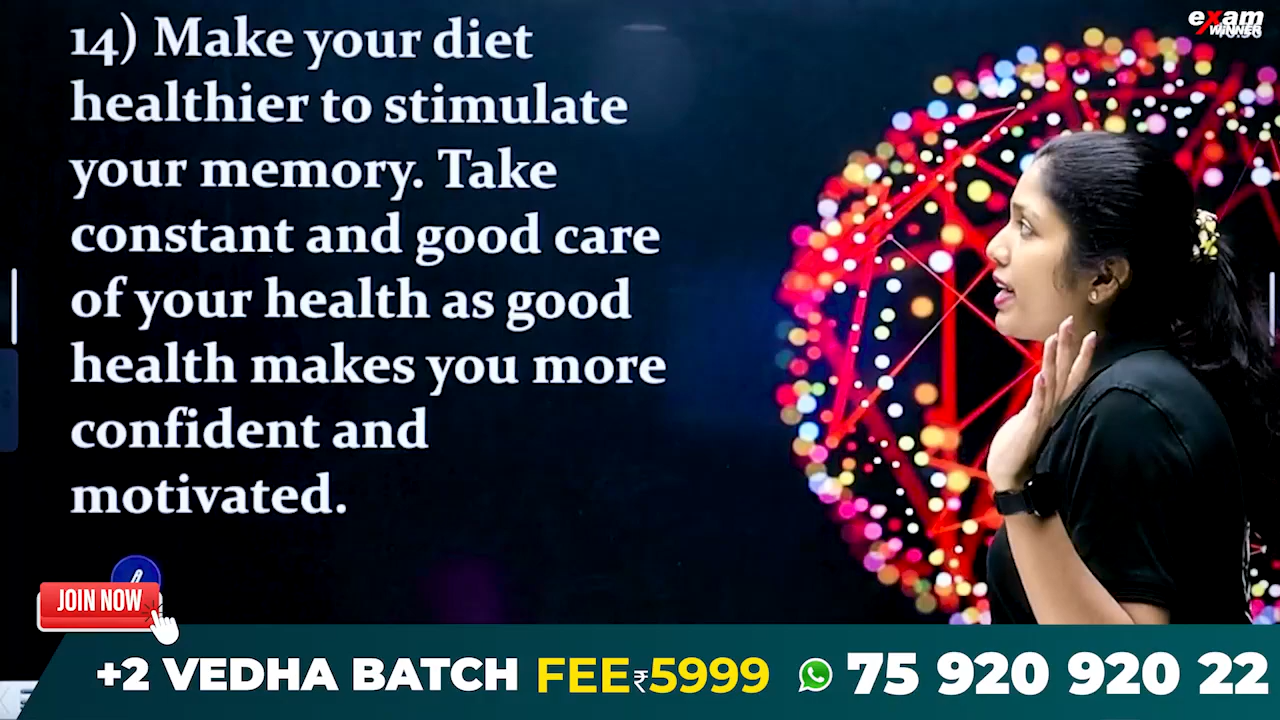 exam
WINNER
14) Make your diet
healthier to stimulate
your memory. Take
constant and good care
of your health as good
health makes you more
confident and
motivated.
JOIN NOW
+2 VEDHA BATCH FEE ₹5999 75 920 920 22